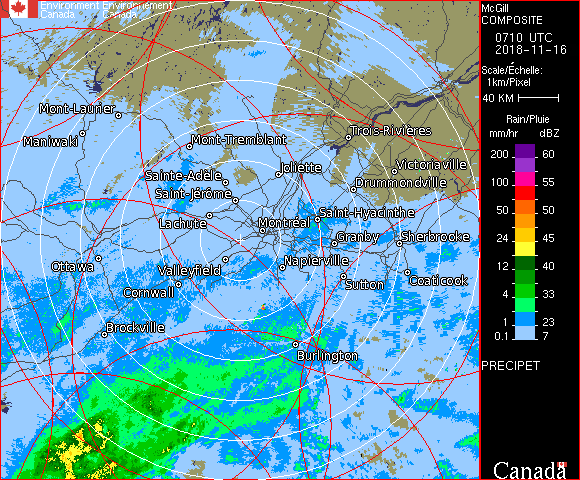 Environment Environnement
Canada Canada
McGill
COMPOSITE
0710 UTC
2018-11-16
Scale/Échelle:
1km/Pixel
40 KM
Rain/Pluie
mm/hr dBZ
200 60
100 55
50 50
24 45
12 40
4 33
1 23
0.1 7
PRECIPET
Canada
Mont-Laurier
Maniwaki
Mont-Tremblant
Trois-Rivières
Joliette
Victoriaville
Sainte-Adèle
Drummondville
Saint-Jérôme
Lachute
Saint-Hyacinthe
Montréal
Granby
Sherbrooke
Ottawa
Valleyfield
Napierville
Sutton
Coaticook
Cornwall
Brockville
Burlington